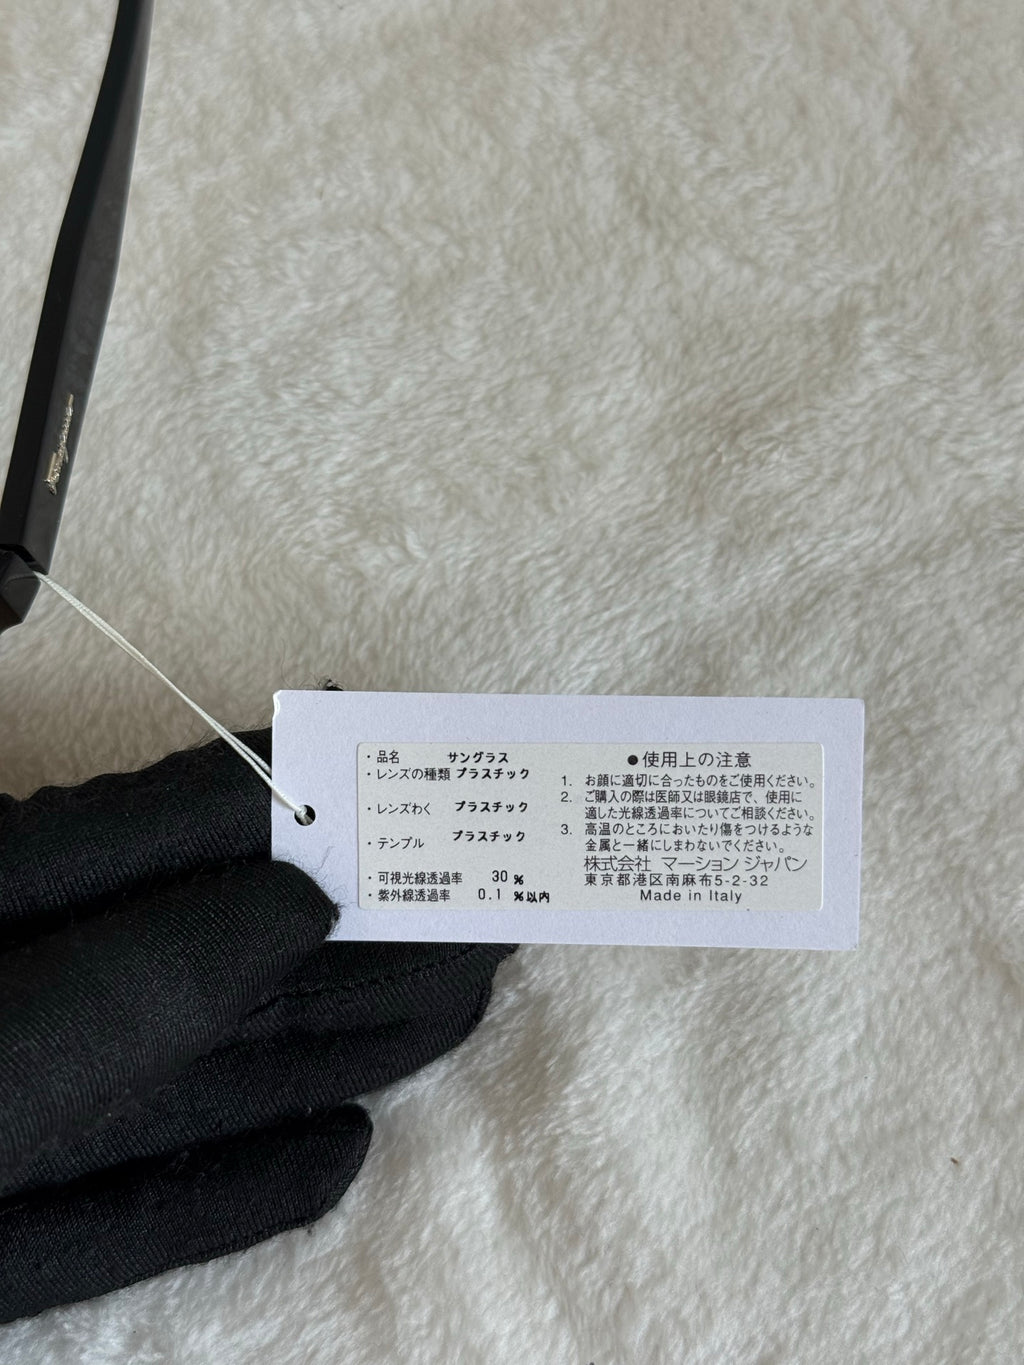 Ferragamo
・品名 サングラス
・レンズの種類 プラスチック
・レンズわく プラスチック
・テンプル プラスチック
・可視光線透過率 30 %
・紫外線透過率 0.1 %以内
●使用上の注意
1. お顔に適切に合ったものをご使用ください。
2. ご購入の際は医師又は眼鏡店で、使用に
適した光線透過率についてご相談ください。
3. 高温のところにおいたり傷をつけるような
金属と一緒にしまわないでください。
株式会社 マーション ジャパン
東京都港区南麻布5-2-32
Made in Italy